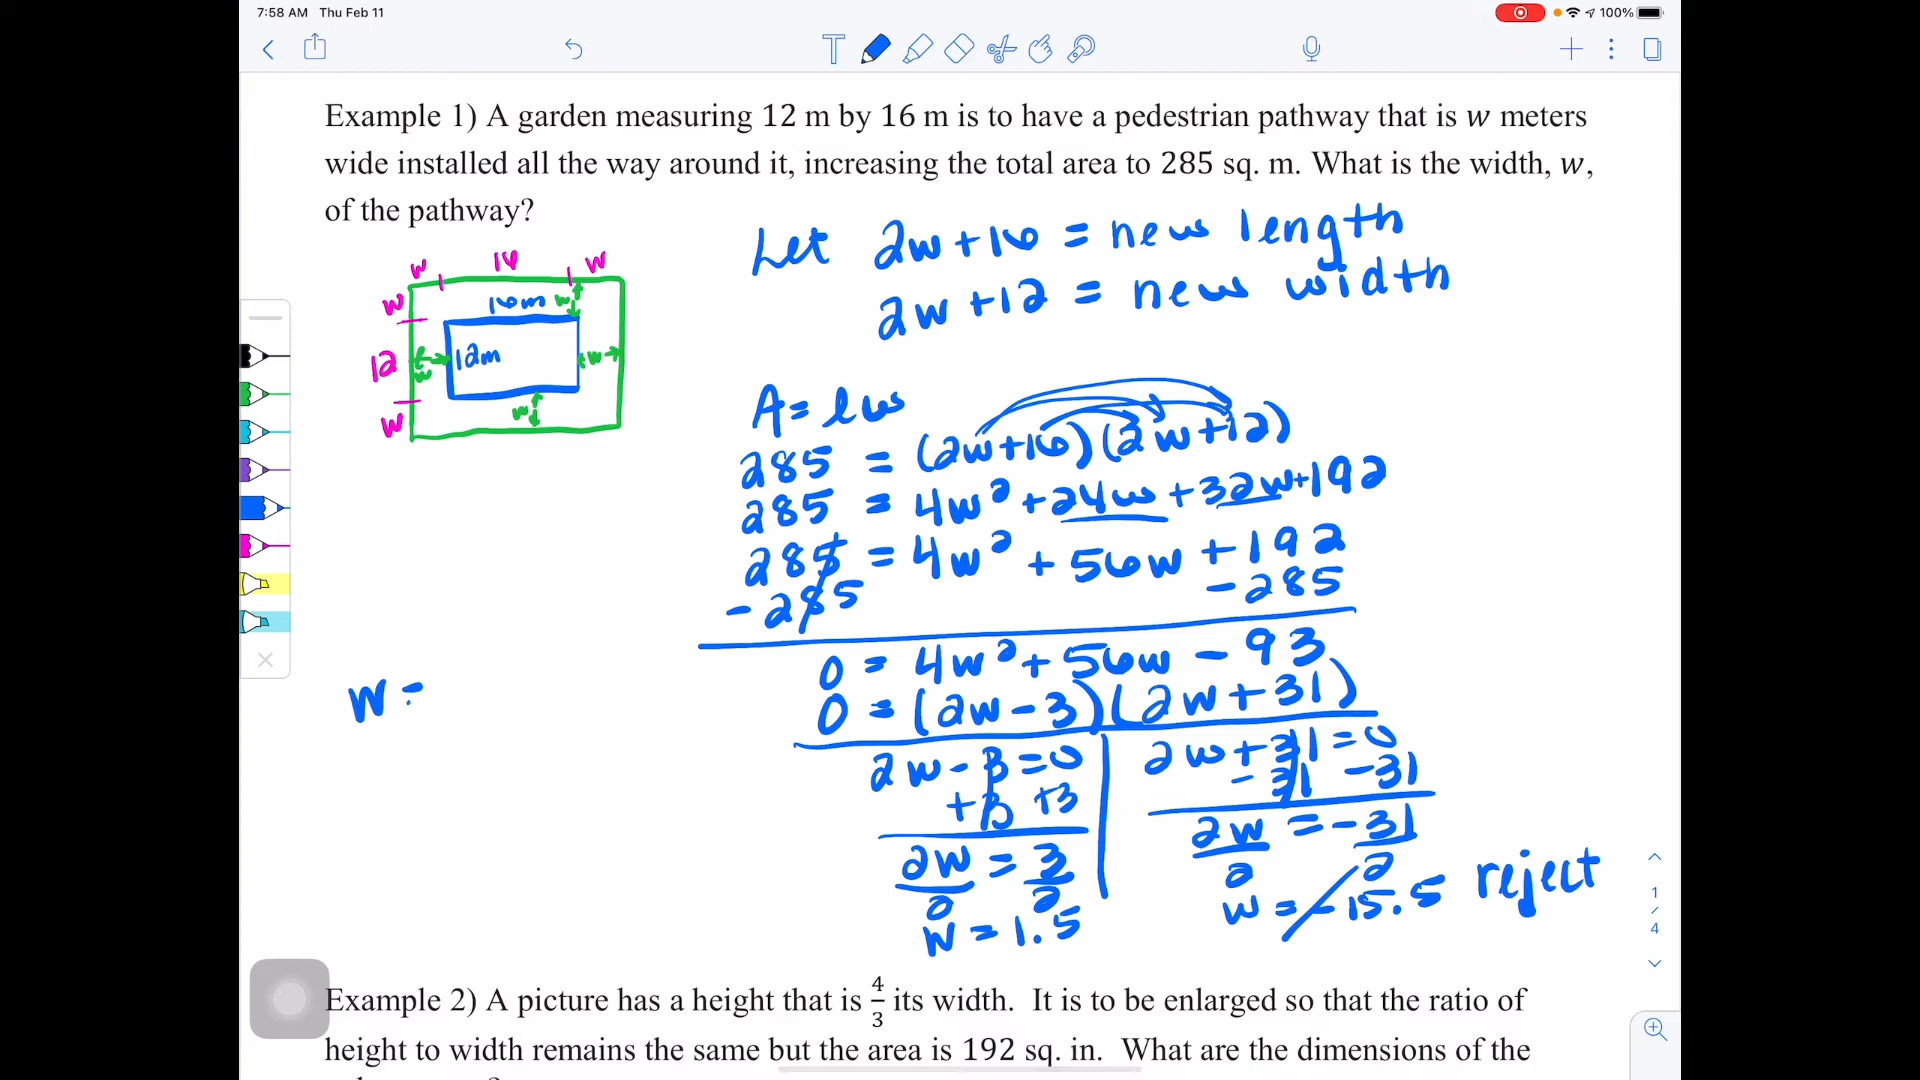 7:58 AM Thu Feb 11
100%
Example 1) A garden measuring 12 m by 16 m is to have a pedestrian pathway that is w meters
wide installed all the way around it, increasing the total area to 285 sq. m. What is the width, w,
of the pathway?
Let 2w + 16 = new length
2w + 12 = new width
w 16 w
w 16m w
12 w 12m w
w w
A = lw
285 = (2w+16)(2w+12)
285 = 4w² + 24w + 32w + 192
285 = 4w² + 56w + 192
- 285 - 285
0 = 4w² + 56w - 93
0 = (2w - 3)(2w + 31)
w =
2w - 3 = 0 2w + 31 = 0
+3 +3 - 31 - 31
2w = 3 2w = -31
2 2 2 2
w = 1.5 w = -15.5 reject
1
/
4
Example 2) A picture has a height that is 4/3 its width. It is to be enlarged so that the ratio of
height to width remains the same but the area is 192 sq. in. What are the dimensions of the